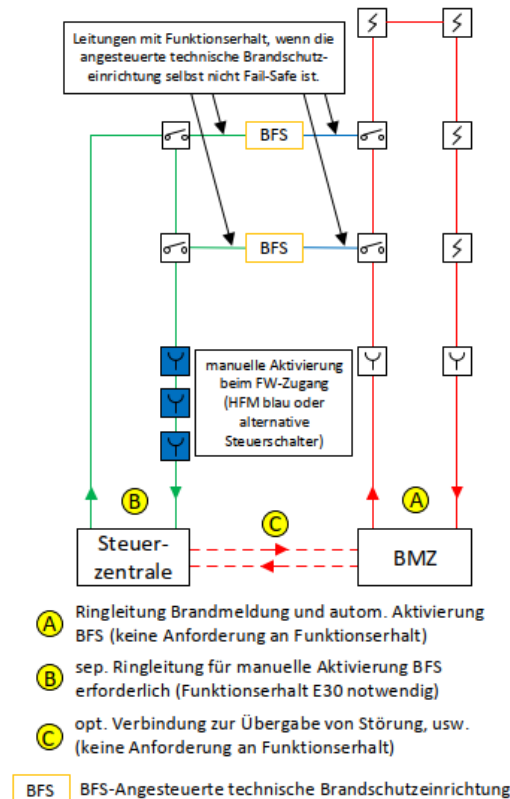 Leitungen mit Funktionserhalt, wenn die
angesteuerte technische Brandschutz-
einrichtung selbst nicht Fail-Safe ist.
BFS
BFS
manuelle Aktivierung
beim FW-Zugang
(HFM blau oder
alternative
Steuerschalter)
B
C
A
Steuer-
zentrale
BMZ
A Ringleitung Brandmeldung und autom. Aktivierung
BFS (keine Anforderung an Funktionserhalt)
B sep. Ringleitung für manuelle Aktivierung BFS
erforderlich (Funktionserhalt E30 notwendig)
C opt. Verbindung zur Übergabe von Störung, usw.
(keine Anforderung an Funktionserhalt)
BFS BFS-Angesteuerte technische Brandschutzeinrichtung